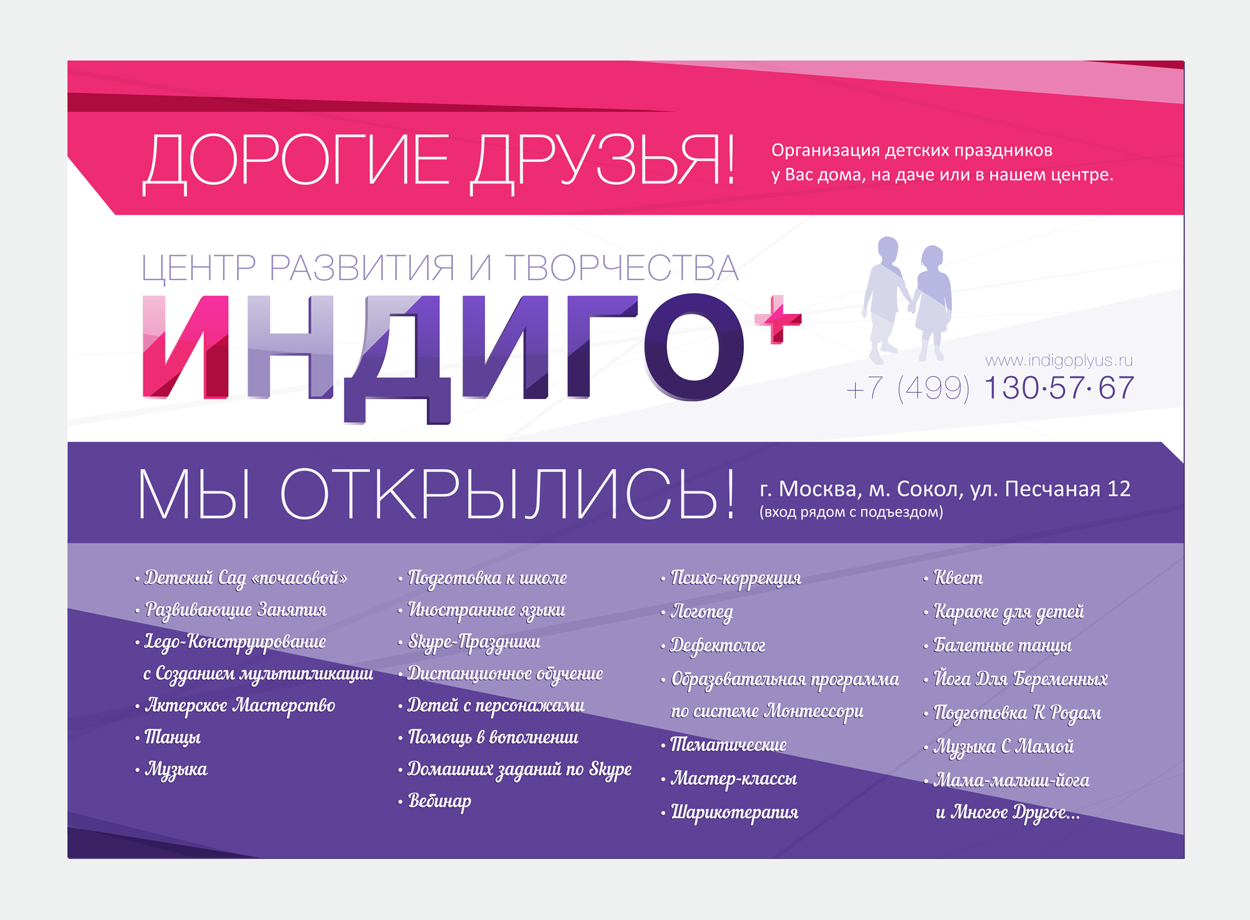 ДОРОГИЕ ДРУЗЬЯ!
Организация детских праздников
у Вас дома, на даче или в нашем центре.
ЦЕНТР РАЗВИТИЯ И ТВОРЧЕСТВА
ИНДИГО+
www.indigoplyus.ru
+7 (499) 130·57·67
МЫ ОТКРЫЛИСЬ!
г. Москва, м. Сокол, ул. Песчаная 12
(вход рядом с подъездом)
• Детский Сад «почасовой»
• Развивающие Занятия
• Ledo-Конструирование
с Созданием мультипликации
• Актерское Мастерство
• Танцы
• Музыка
• Подготовка к школе
• Иностранные языки
• Skype-Праздники
• Дистанционное обучение
• Детей с персонажами
• Помощь в вополнении
• Домашних заданий по Skype
• Вебинар
• Психо-коррекция
• Логопед
• Дефектолог
• Образовательная программа
по системе Монтессори
• Тематические
• Мастер-классы
• Шарикотерапия
• Квест
• Караоке для детей
• Балетные танцы
• Йога Для Беременных
• Подготовка К Родам
• Музыка С Мамой
• Мама-малыш-йога
и Многое Другое...